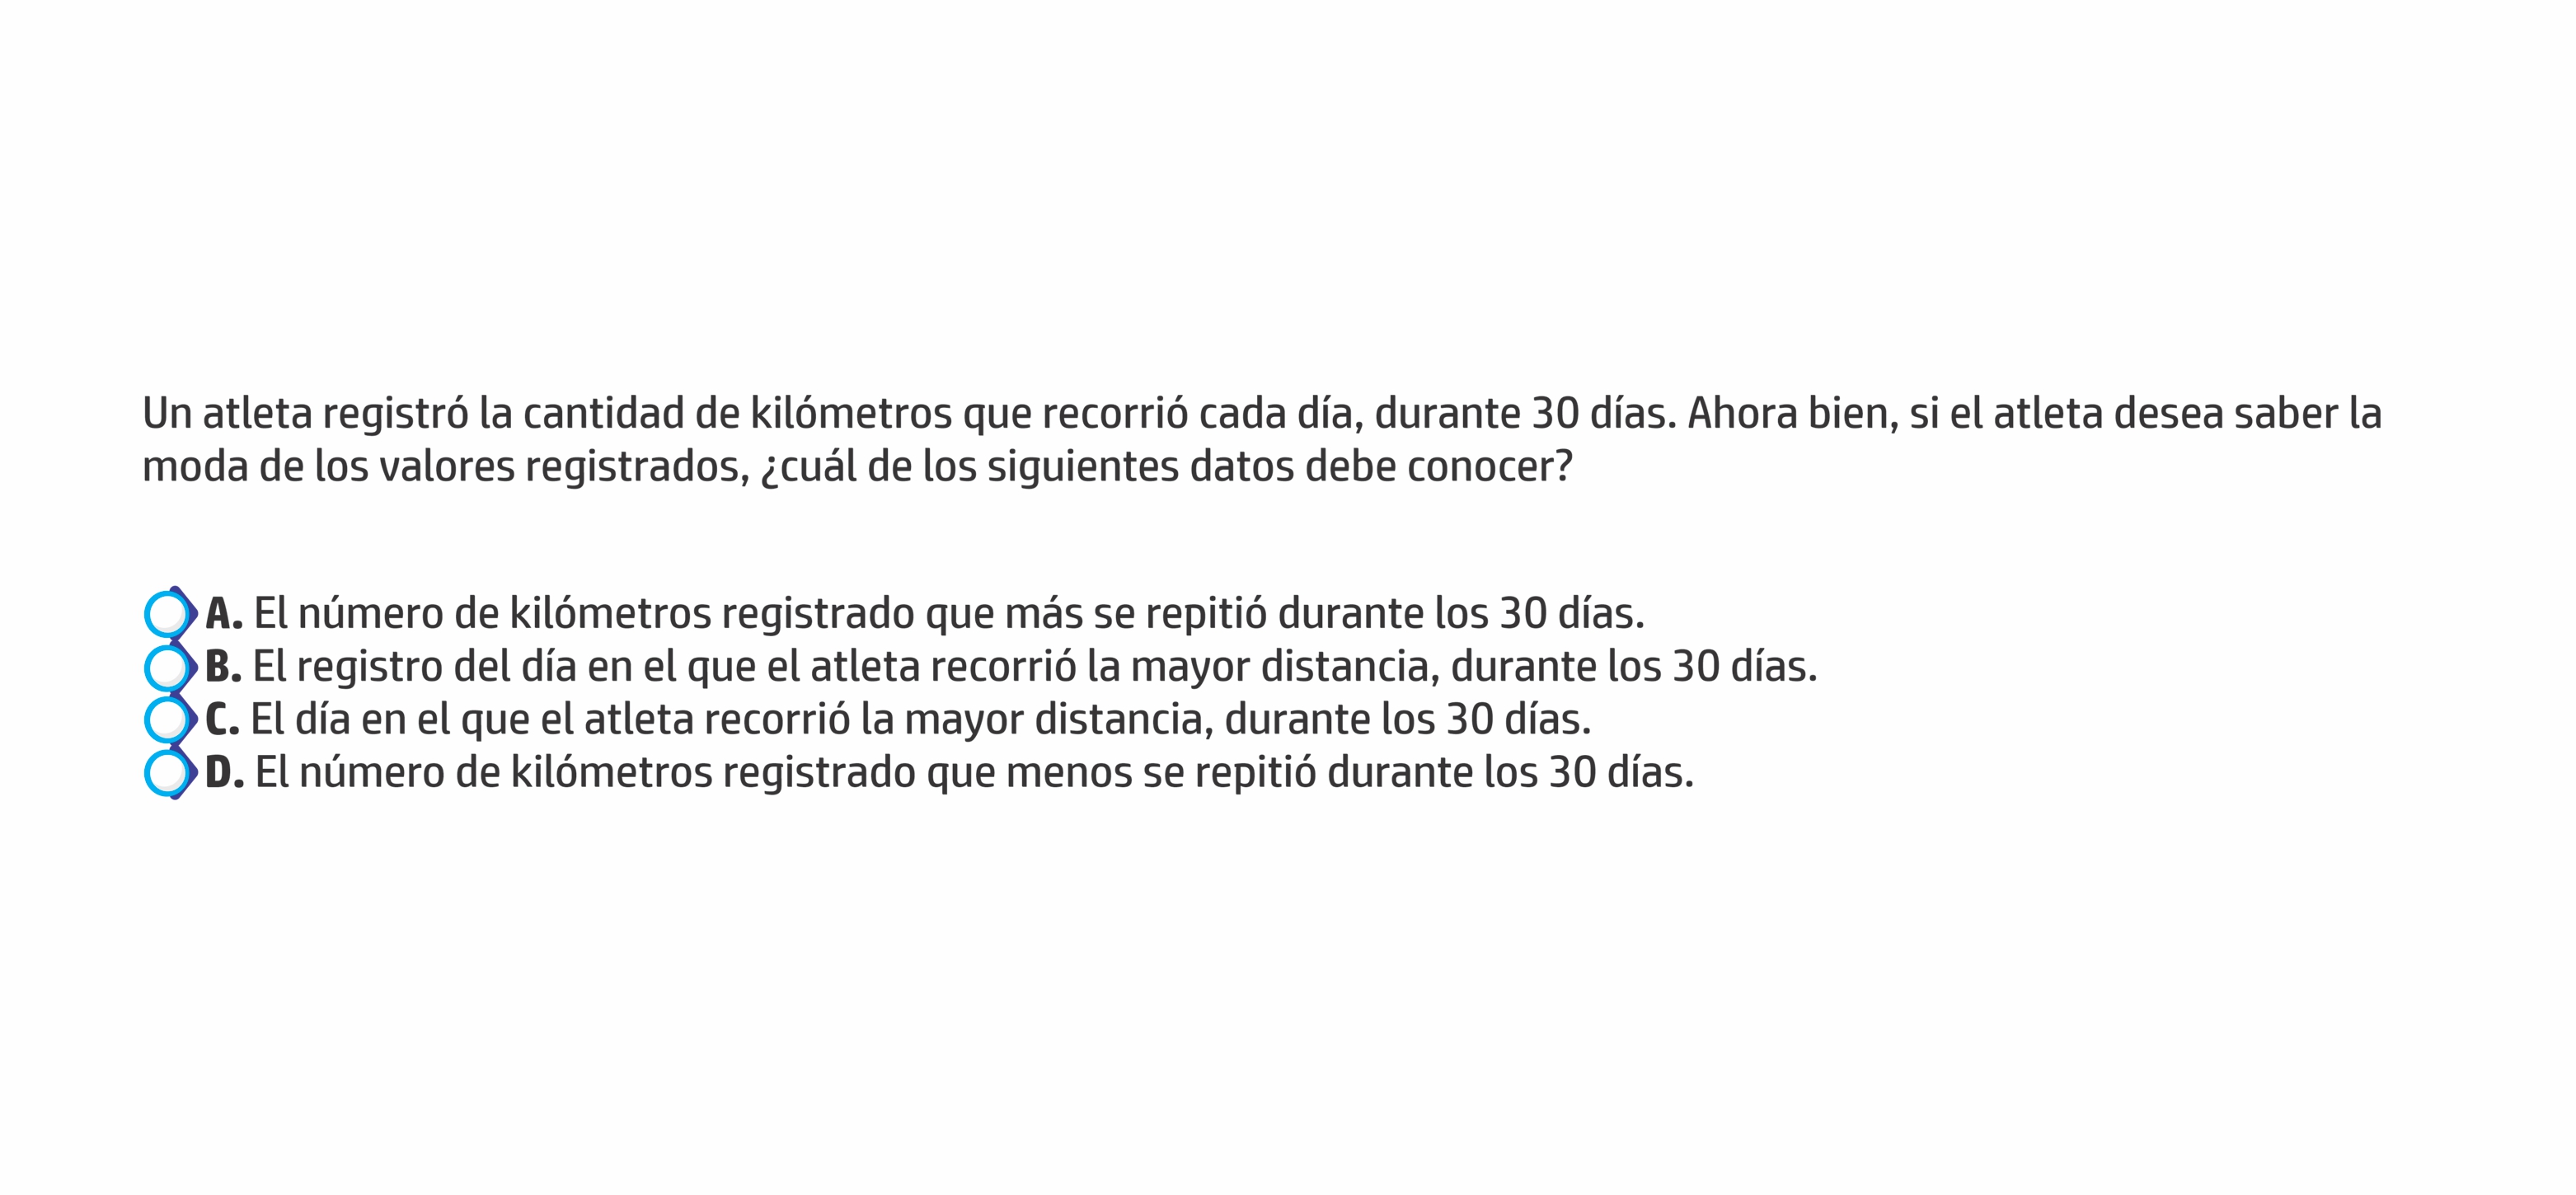 Un atleta registró la cantidad de kilómetros que recorrió cada día, durante 30 días. Ahora bien, si el atleta desea saber la
moda de los valores registrados, ¿cuál de los siguientes datos debe conocer?
A. El número de kilómetros registrado que más se repitió durante los 30 días.
B. El registro del día en el que el atleta recorrió la mayor distancia, durante los 30 días.
C. El día en el que el atleta recorrió la mayor distancia, durante los 30 días.
D. El número de kilómetros registrado que menos se repitió durante los 30 días.